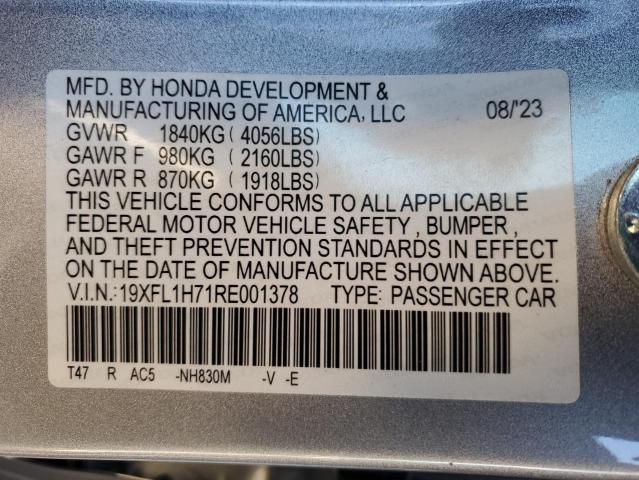 MFD. BY HONDA DEVELOPMENT &
MANUFACTURING OF AMERICA, LLC 08/'23
GVWR 1840KG ( 4056LBS)
GAWR F 980KG ( 2160LBS)
GAWR R 870KG ( 1918LBS)
THIS VEHICLE CONFORMS TO ALL APPLICABLE
FEDERAL MOTOR VEHICLE SAFETY , BUMPER,
AND THEFT PREVENTION STANDARDS IN EFFECT
ON THE DATE OF MANUFACTURE SHOWN ABOVE.
V.I.N.:19XFL1H71RE001378 TYPE: PASSENGER CAR
T47 R AC5 -NH830M -V -E